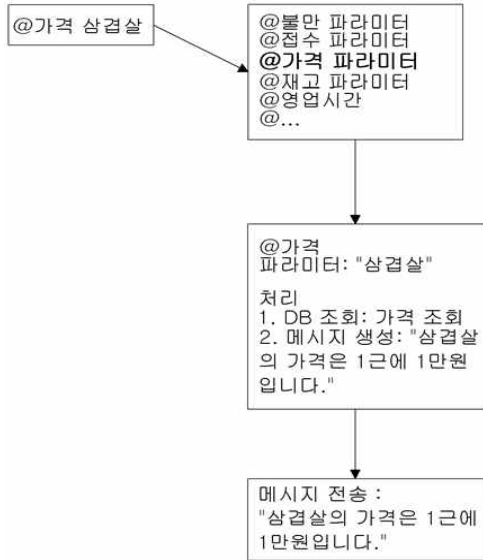 @가격 삼겹살
@불만 파라미터
@접수 파라미터
@가격 파라미터
@재고 파라미터
@영업시간
@...
@가격
파라미터: "삼겹살"
처리
1. DB 조회: 가격 조회
2. 메시지 생성: "삼겹살
의 가격은 1근에 1만원
입니다."
메시지 전송 :
"삼겹살의 가격은 1근에
1만원입니다."